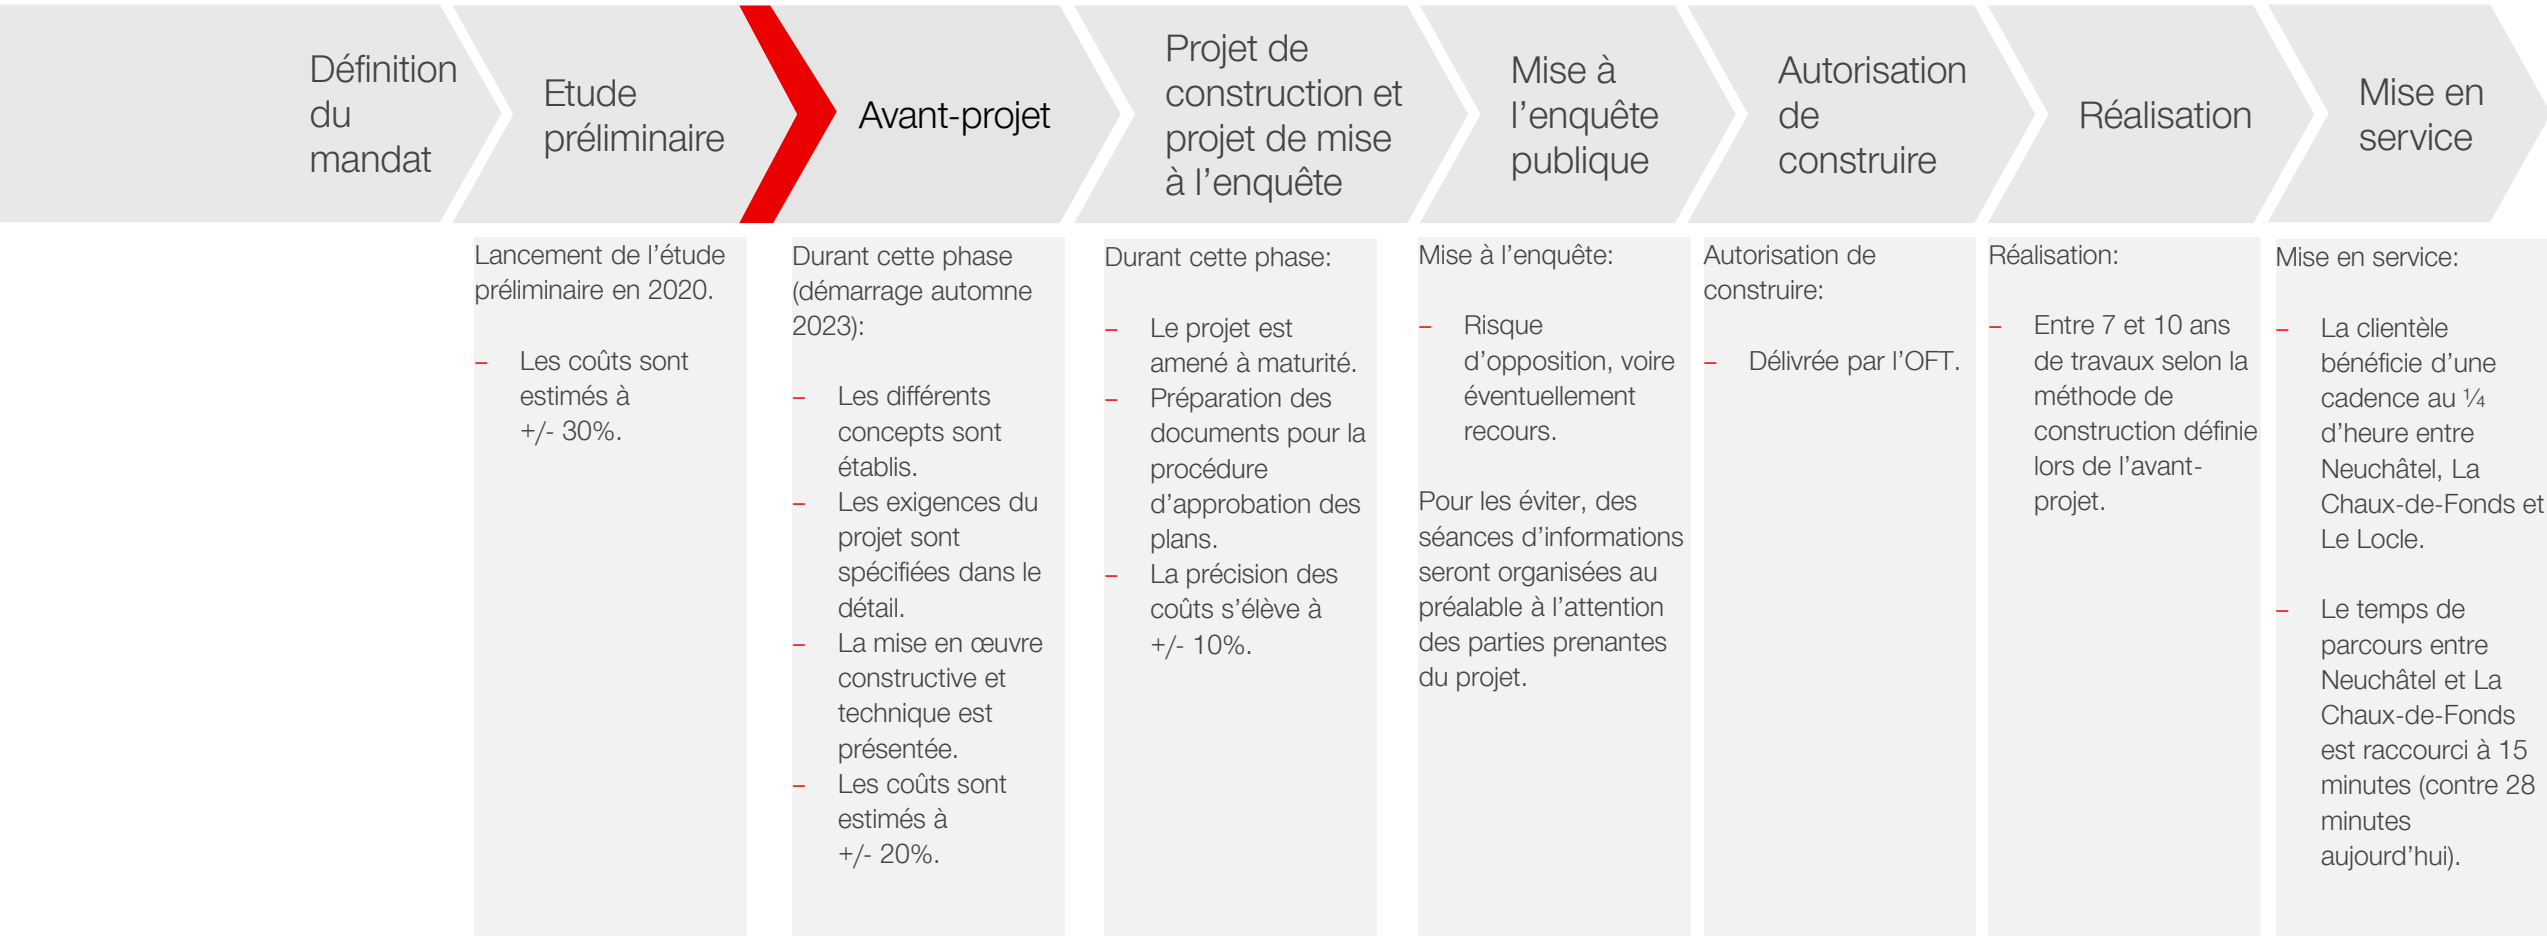 Définition
du
mandat
Etude
préliminaire
Avant-projet
Projet de
construction et
projet de mise
à l’enquête
Mise à
l’enquête
publique
Autorisation
de
construire
Réalisation
Mise en
service
Lancement de l’étude
préliminaire en 2020.
– Les coûts sont
estimés à
+/- 30%.
Durant cette phase
(démarrage automne
2023):
– Les différents
concepts sont
établis.
– Les exigences du
projet sont
spécifiées dans le
détail.
– La mise en œuvre
constructive et
technique est
présentée.
– Les coûts sont
estimés à
+/- 20%.
Durant cette phase:
– Le projet est
amené à maturité.
– Préparation des
documents pour la
procédure
d’approbation des
plans.
– La précision des
coûts s’élève à
+/- 10%.
Mise à l’enquête:
– Risque
d’opposition, voire
éventuellement
recours.
Pour les éviter, des
séances d’informations
seront organisées au
préalable à l’attention
des parties prenantes
du projet.
Autorisation de
construire:
– Délivrée par l’OFT.
Réalisation:
– Entre 7 et 10 ans
de travaux selon la
méthode de
construction définie
lors de l’avant-
projet.
Mise en service:
– La clientèle
bénéficie d’une
cadence au ¼
d’heure entre
Neuchâtel, La
Chaux-de-Fonds et
Le Locle.
– Le temps de
parcours entre
Neuchâtel et La
Chaux-de-Fonds
est raccourci à 15
minutes (contre 28
minutes
aujourd’hui).